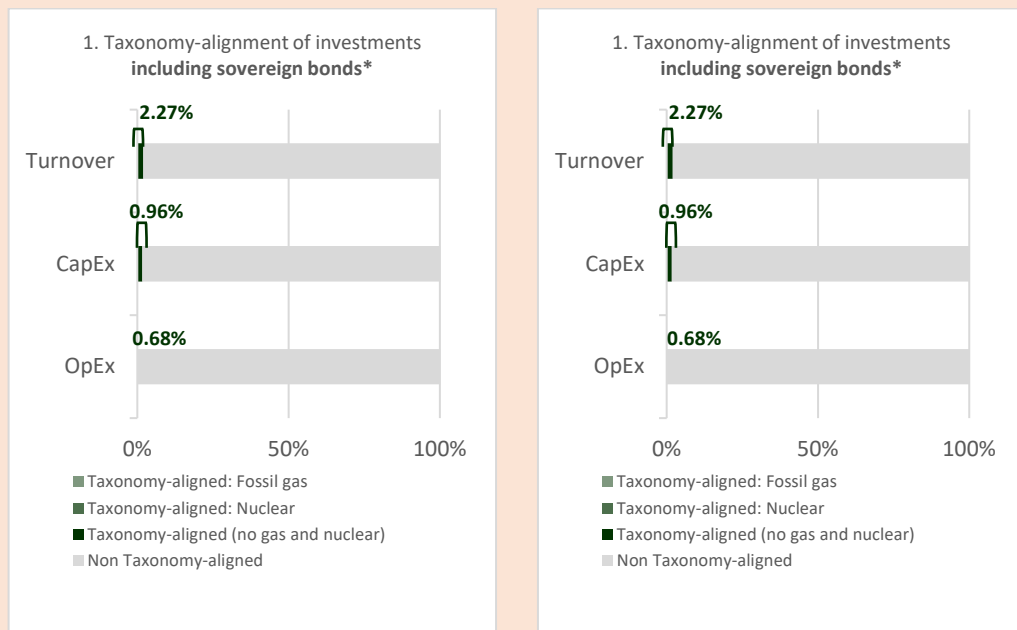 1. Taxonomy-alignment of investments
including sovereign bonds*
2.27%
Turnover
0.96%
CapEx
0.68%
OpEx
0% 50% 100%
Taxonomy-aligned: Fossil gas
Taxonomy-aligned: Nuclear
Taxonomy-aligned (no gas and nuclear)
Non Taxonomy-aligned
1. Taxonomy-alignment of investments
including sovereign bonds*
2.27%
Turnover
0.96%
CapEx
0.68%
OpEx
0% 50% 100%
Taxonomy-aligned: Fossil gas
Taxonomy-aligned: Nuclear
Taxonomy-aligned (no gas and nuclear)
Non Taxonomy-aligned